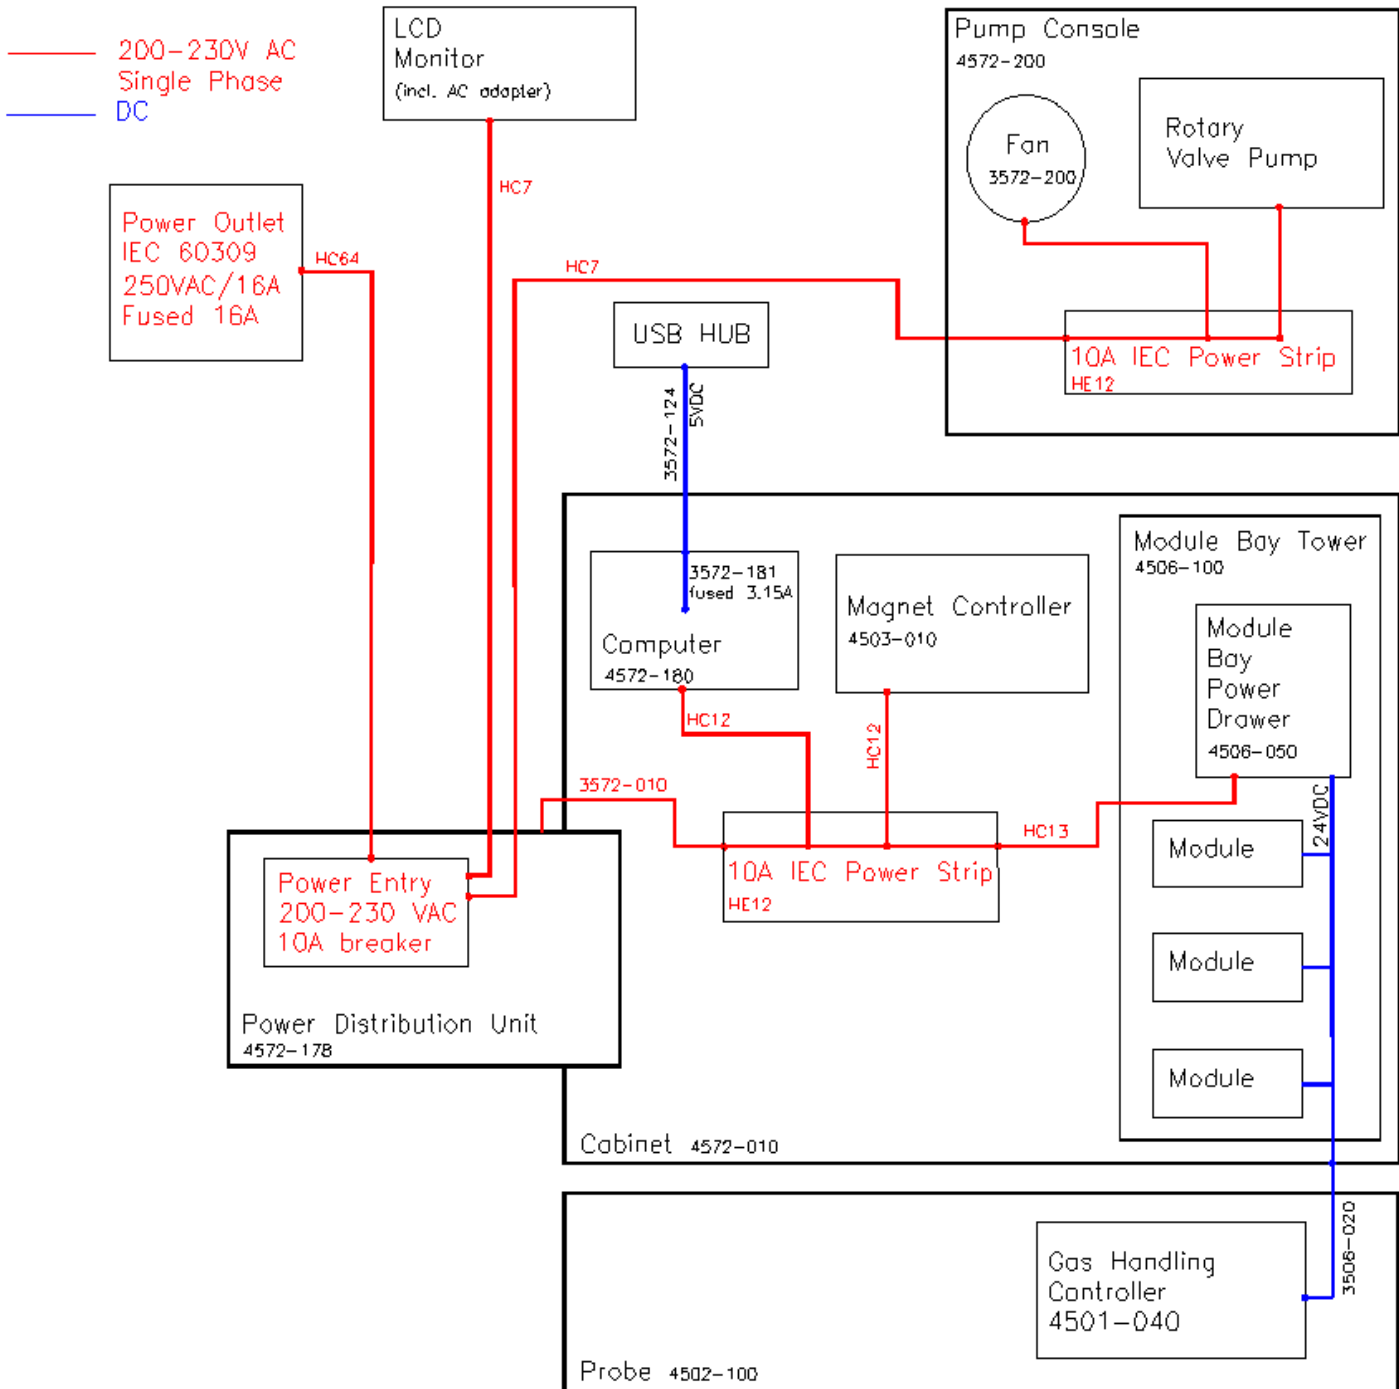 200-230V AC
Single Phase
DC
LCD
Monitor
(incl. AC adapter)
Pump Console
4572-200
Fan
3572-200
Rotary
Valve Pump
10A IEC Power Strip
HE12
HC7
Power Outlet
IEC 60309
250VAC/16A
Fused 16A
HC64
HC7
USB HUB
3572-124
5VDC
3572-181
fused 3.15A
Computer
4572-180
Magnet Controller
4503-010
Module Bay Tower
4506-100
Module
Bay
Power
Drawer
4506-050
HC12
HC12
3572-010
HC13
24VDC
10A IEC Power Strip
HE12
Module
Module
Module
Power Entry
200-230 VAC
10A breaker
Power Distribution Unit
4572-178
Cabinet 4572-010
3506-020
Gas Handling
Controller
4501-040
Probe 4502-100